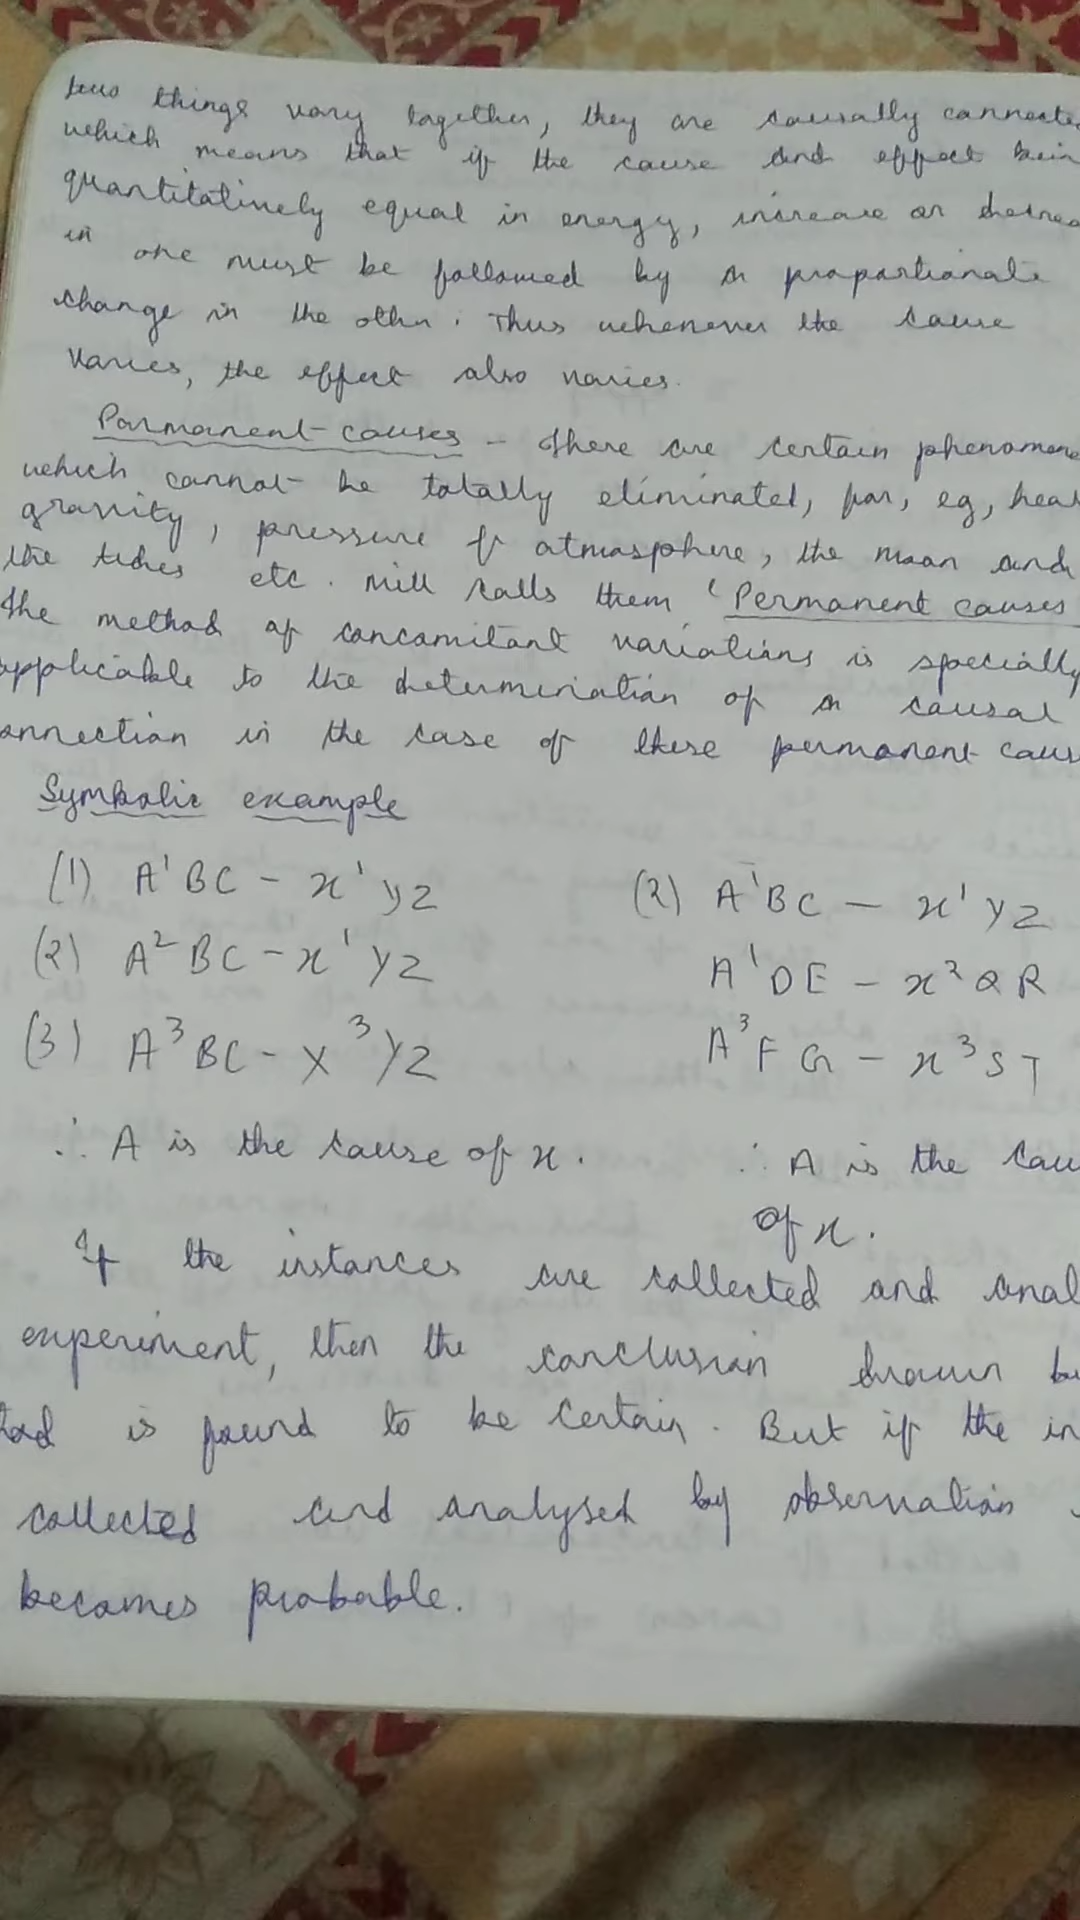 two things vary together, they are causally connecte
which means that if the cause and effect bein
quantitatively equal in energy, increase or decrea
in one must be followed by a proportionate
change in the other. Thus whenever the cause
varies, the effect also varies.
Permanent causes - There are certain phenomena
which cannot be totally eliminated, for, eg, heat
gravity, pressure of atmosphere, the moon and
the tides etc. Mill calls them 'Permanent causes
The method of concomitant variations is specially
applicable to the determination of a causal
onnection in the case of these permanent caus
Symbolic example
(1) A¹BC - x¹yz (2) A¹BC - x¹yz
(2) A²BC - x¹yz A¹DE - x²QR
(3) A³BC - X³YZ A³FG - x³ST
∴ A is the cause of x. ∴ A is the cau
of x.
If the instances are collected and anal
experiment, then the conclusion drawn b
hod is found to be certain. But if the in
collected and analysed by observation
becomes probable.